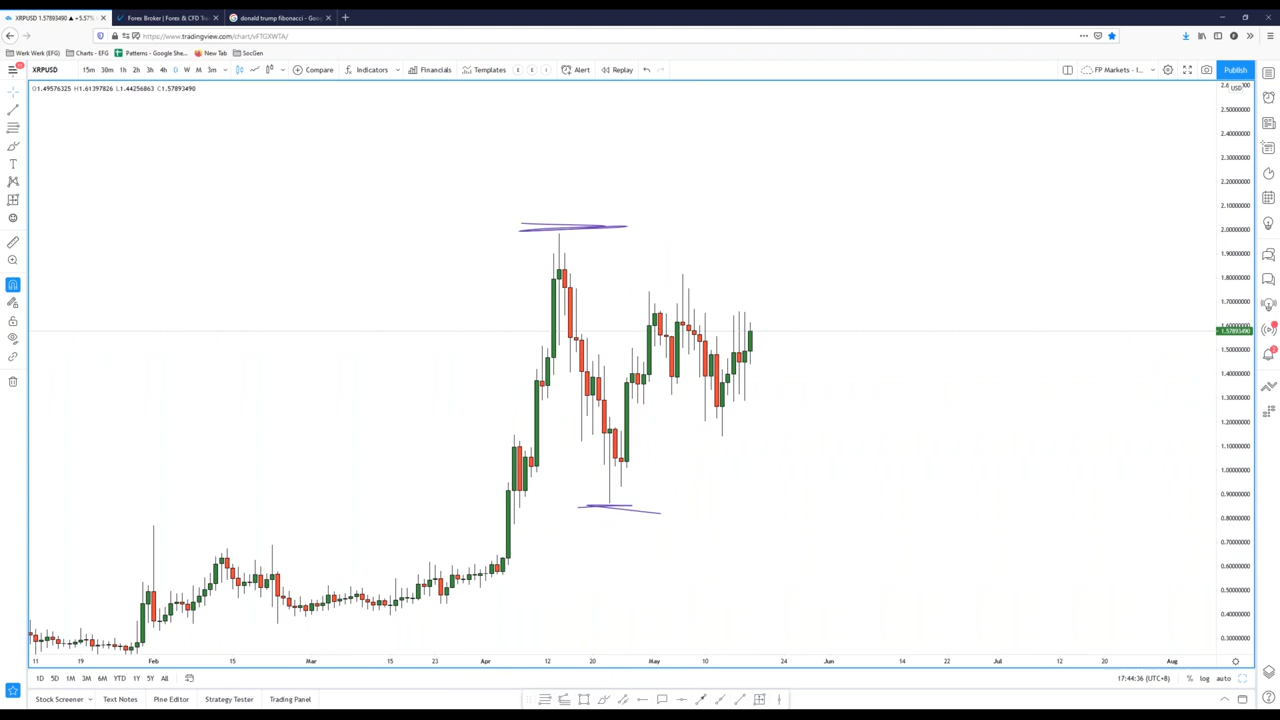 XRPUSD 1.57893490 ▲ +5.57%
Forex Broker | Forex & CFD Tra
donald trump fibonacci - Goo
https://www.tradingview.com/chart/vFTGXWTA/
Werk Werk (EFG) Charts - EFG Patterns - Google She... New Tab SocGen
XRPUSD 15m 30m 1h 2h 3h 4h D W M 3m Compare Indicators Financials Templates E E I Alert Replay FP Markets - I... Publish
O1.49576325 H1.61397826 L1.44256863 C1.57893490
USD
2.50000000
2.40000000
2.30000000
2.20000000
2.10000000
2.00000000
1.90000000
1.80000000
1.70000000
1.60000000
1.57893490
1.50000000
1.40000000
1.30000000
1.20000000
1.10000000
1.00000000
0.90000000
0.80000000
0.70000000
0.60000000
0.50000000
0.40000000
0.30000000
11 19 Feb 15 Mar 15 23 Apr 12 20 May 10 24 Jun 14 22 Jul 12 20 Aug
1D 5D 1M 3M 6M YTD 1Y 5Y All 17:44:36 (UTC+8) % log auto
Stock Screener Text Notes Pine Editor Strategy Tester Trading Panel